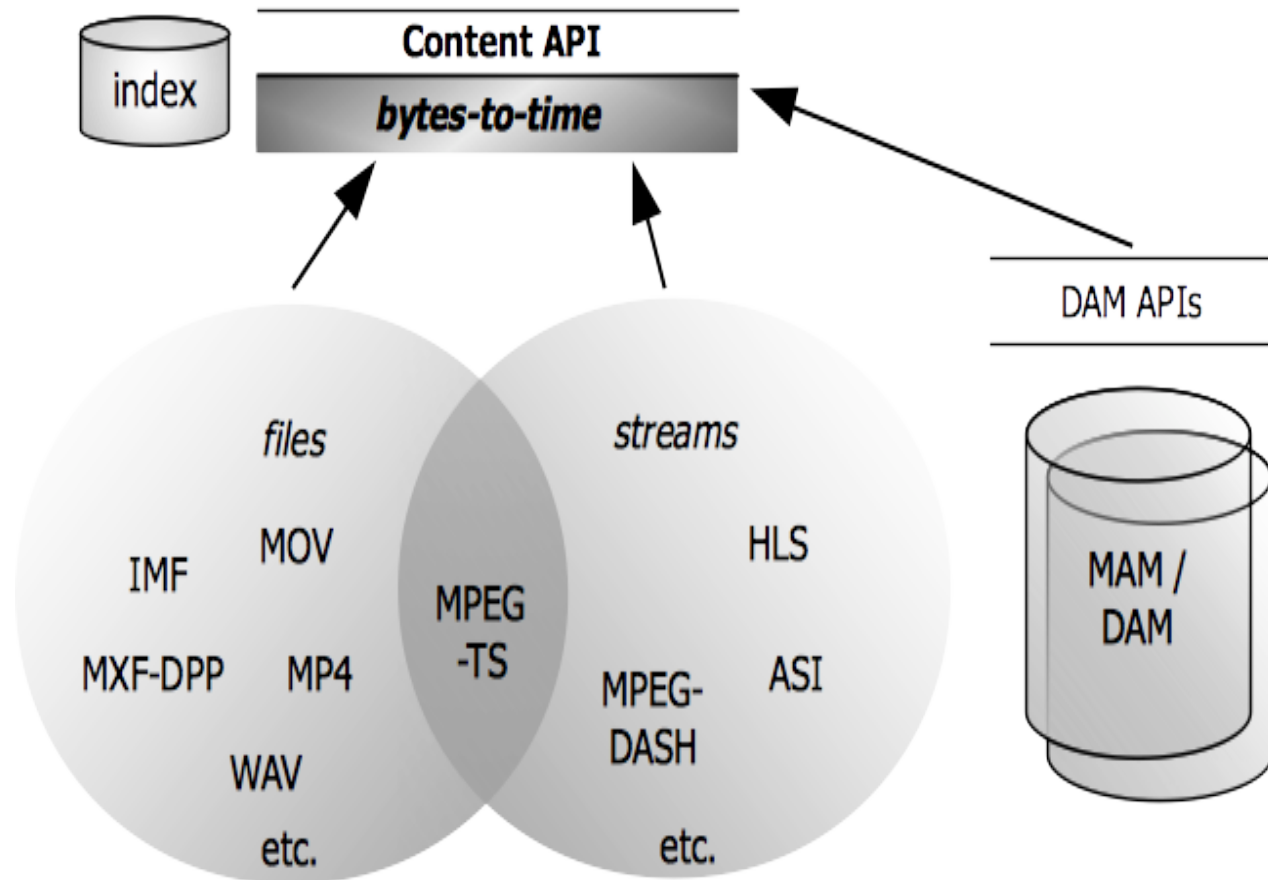 index
Content API
bytes-to-time
DAM APIs
files
MOV
IMF
MXF-DPP
MP4
WAV
etc.
MPEG
-TS
streams
HLS
ASI
MPEG-
DASH
etc.
MAM /
DAM